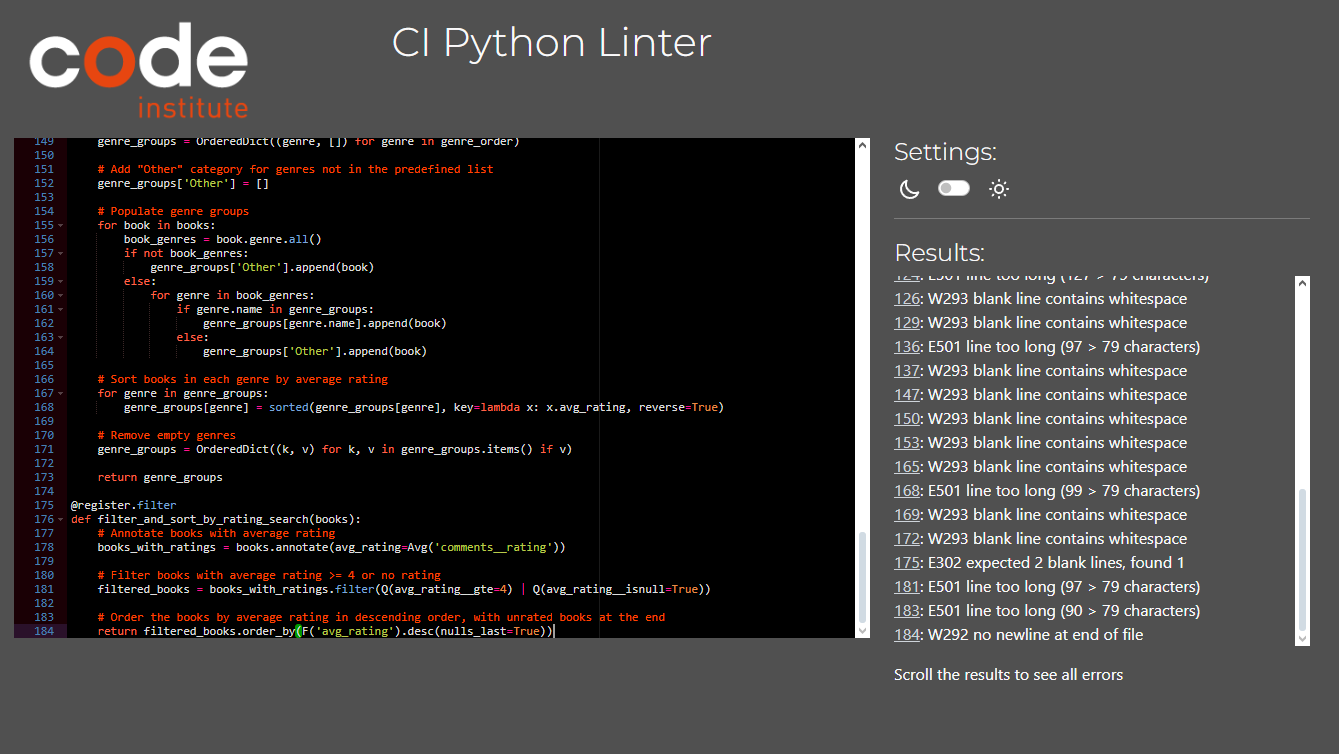 code
institute
CI Python Linter
149 genre_groups = OrderedDict((genre, []) for genre in genre_order)
150
151 # Add "Other" category for genres not in the predefined list
152 genre_groups['Other'] = []
153
154 # Populate genre groups
155 for book in books:
156 book_genres = book.genre.all()
157 if not book_genres:
158 genre_groups['Other'].append(book)
159 else:
160 for genre in book_genres:
161 if genre.name in genre_groups:
162 genre_groups[genre.name].append(book)
163 else:
164 genre_groups['Other'].append(book)
165
166 # Sort books in each genre by average rating
167 for genre in genre_groups:
168 genre_groups[genre] = sorted(genre_groups[genre], key=lambda x: x.avg_rating, reverse=True)
169
170 # Remove empty genres
171 genre_groups = OrderedDict((k, v) for k, v in genre_groups.items() if v)
172
173 return genre_groups
174
175 @register.filter
176 def filter_and_sort_by_rating_search(books):
177 # Annotate books with average rating
178 books_with_ratings = books.annotate(avg_rating=Avg('comments__rating'))
179
180 # Filter books with average rating >= 4 or no rating
181 filtered_books = books_with_ratings.filter(Q(avg_rating__gte=4) | Q(avg_rating__isnull=True))
182
183 # Order the books by average rating in descending order, with unrated books at the end
184 return filtered_books.order_by(F('avg_rating').desc(nulls_last=True))
Settings:
Results:
124: E501 line too long (127 > 79 characters)
126: W293 blank line contains whitespace
129: W293 blank line contains whitespace
136: E501 line too long (97 > 79 characters)
137: W293 blank line contains whitespace
147: W293 blank line contains whitespace
150: W293 blank line contains whitespace
153: W293 blank line contains whitespace
165: W293 blank line contains whitespace
168: E501 line too long (99 > 79 characters)
169: W293 blank line contains whitespace
172: W293 blank line contains whitespace
175: E302 expected 2 blank lines, found 1
181: E501 line too long (97 > 79 characters)
183: E501 line too long (90 > 79 characters)
184: W292 no newline at end of file
Scroll the results to see all errors